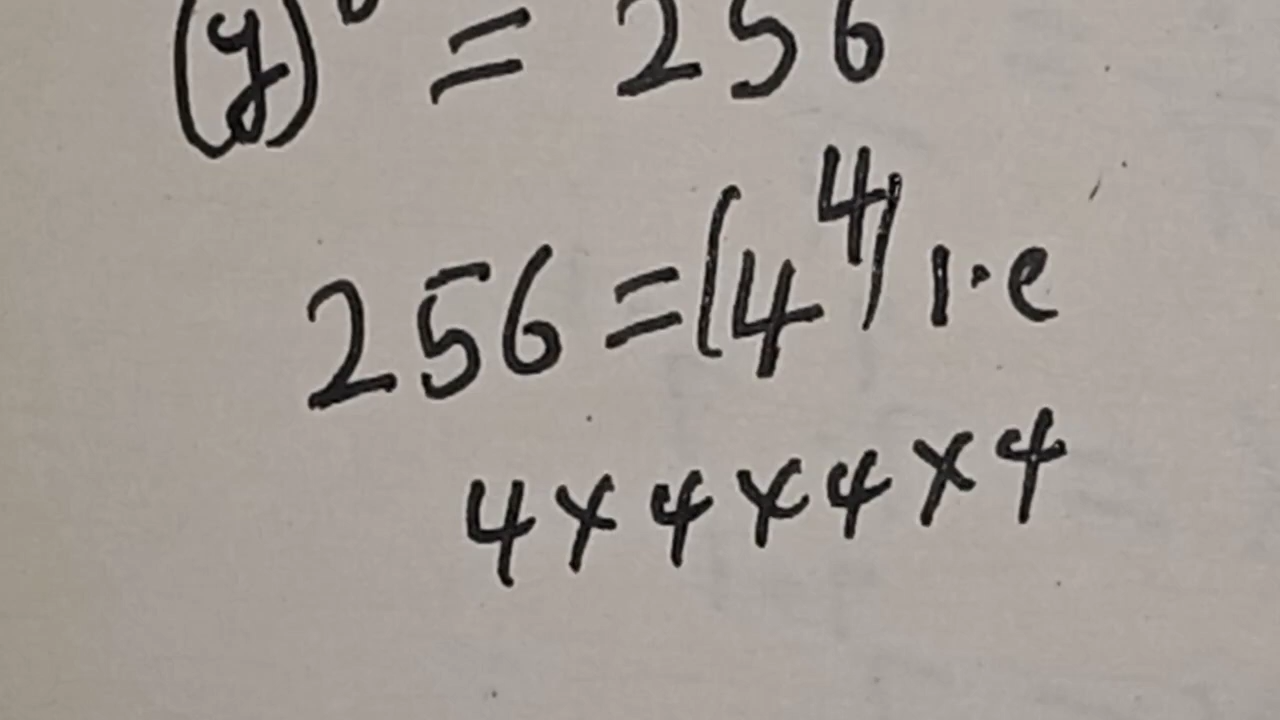 (y) = 256
256 = (4⁴) i.e
4 x 4 x 4 x 4